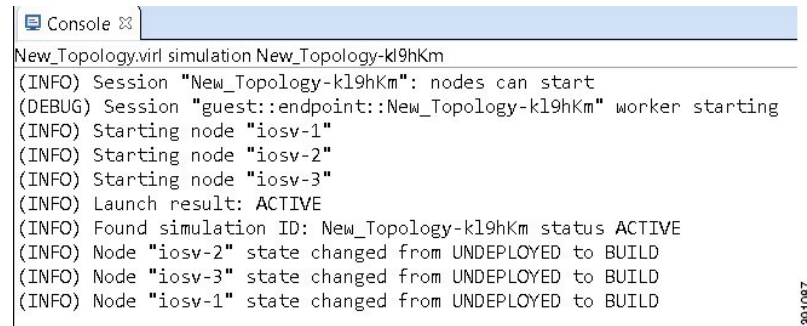 Console
New_Topology.virl simulation New_Topology-kl9hKm
(INFO) Session "New_Topology-kl9hKm": nodes can start
(DEBUG) Session "guest::endpoint::New_Topology-kl9hKm" worker starting
(INFO) Starting node "iosv-1"
(INFO) Starting node "iosv-2"
(INFO) Starting node "iosv-3"
(INFO) Launch result: ACTIVE
(INFO) Found simulation ID: New_Topology-kl9hKm status ACTIVE
(INFO) Node "iosv-2" state changed from UNDEPLOYED to BUILD
(INFO) Node "iosv-3" state changed from UNDEPLOYED to BUILD
(INFO) Node "iosv-1" state changed from UNDEPLOYED to BUILD